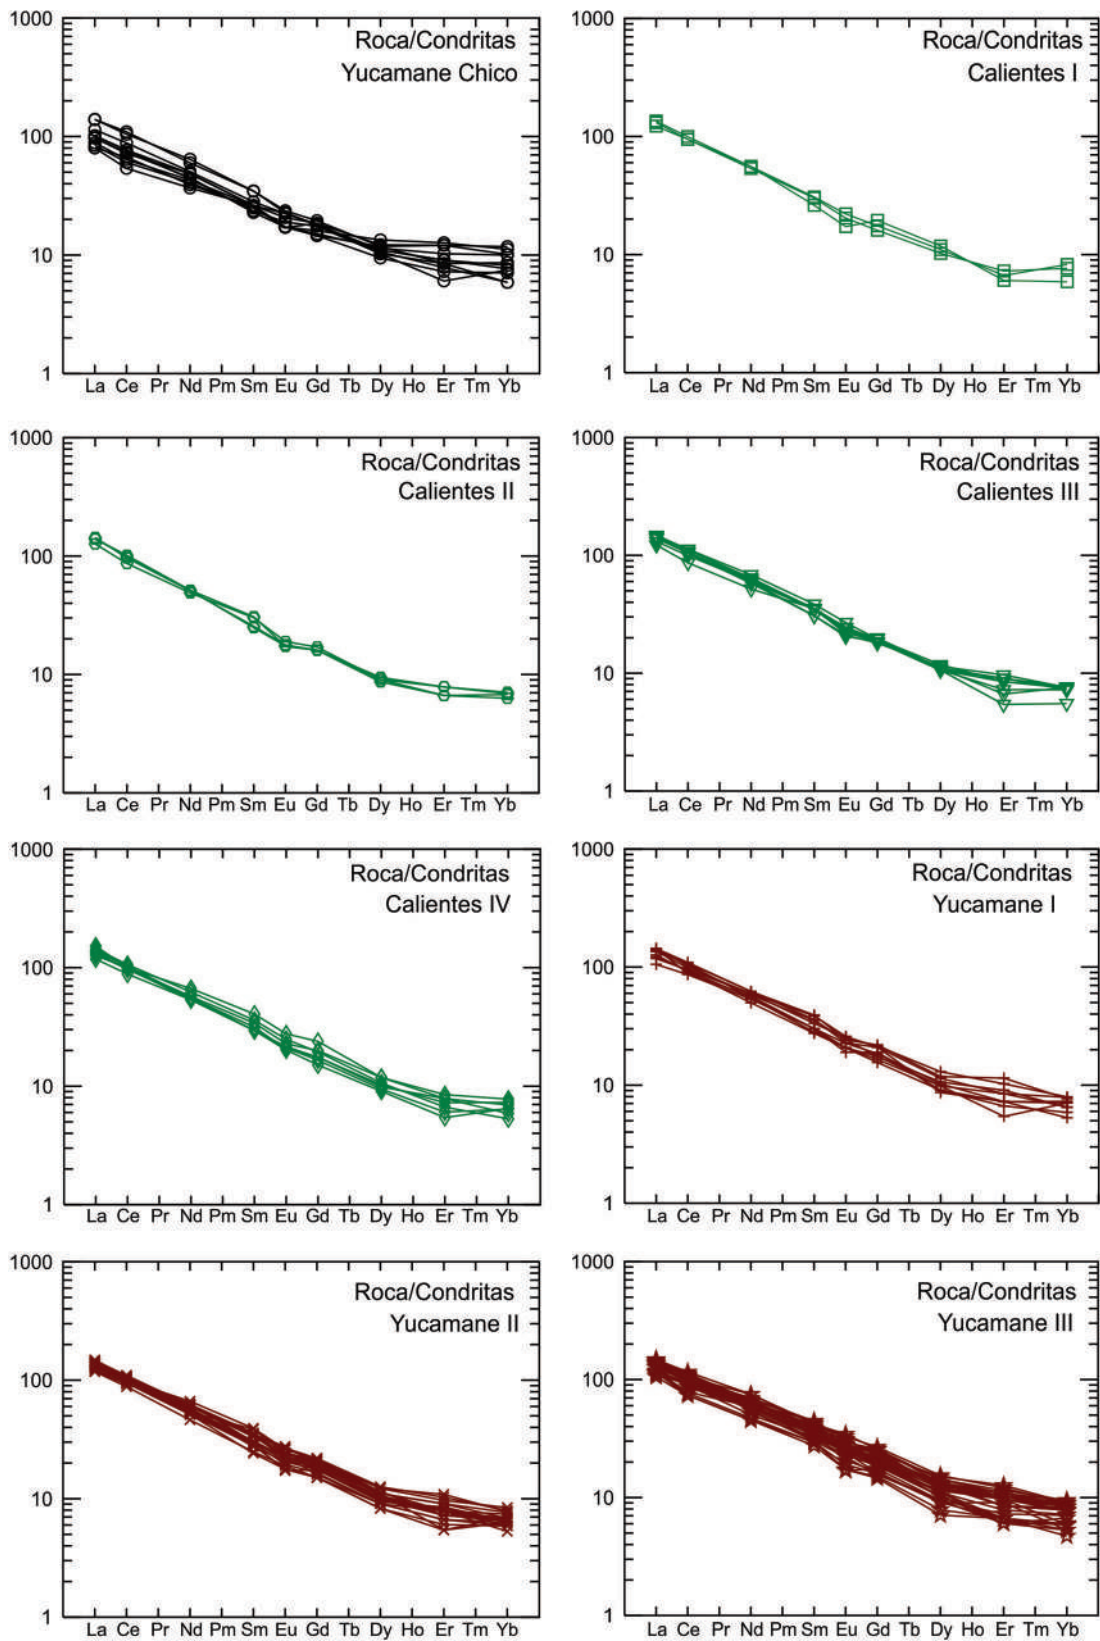 1000
Roca/Condritas
Yucamane Chico
100
10
1
La Ce Pr Nd Pm Sm Eu Gd Tb Dy Ho Er Tm Yb
1000
Roca/Condritas
Calientes I
100
10
1
La Ce Pr Nd Pm Sm Eu Gd Tb Dy Ho Er Tm Yb
1000
Roca/Condritas
Calientes II
100
10
1
La Ce Pr Nd Pm Sm Eu Gd Tb Dy Ho Er Tm Yb
1000
Roca/Condritas
Calientes III
100
10
1
La Ce Pr Nd Pm Sm Eu Gd Tb Dy Ho Er Tm Yb
1000
Roca/Condritas
Calientes IV
100
10
1
La Ce Pr Nd Pm Sm Eu Gd Tb Dy Ho Er Tm Yb
1000
Roca/Condritas
Yucamane I
100
10
1
La Ce Pr Nd Pm Sm Eu Gd Tb Dy Ho Er Tm Yb
1000
Roca/Condritas
Yucamane II
100
10
1
La Ce Pr Nd Pm Sm Eu Gd Tb Dy Ho Er Tm Yb
1000
Roca/Condritas
Yucamane III
100
10
1
La Ce Pr Nd Pm Sm Eu Gd Tb Dy Ho Er Tm Yb